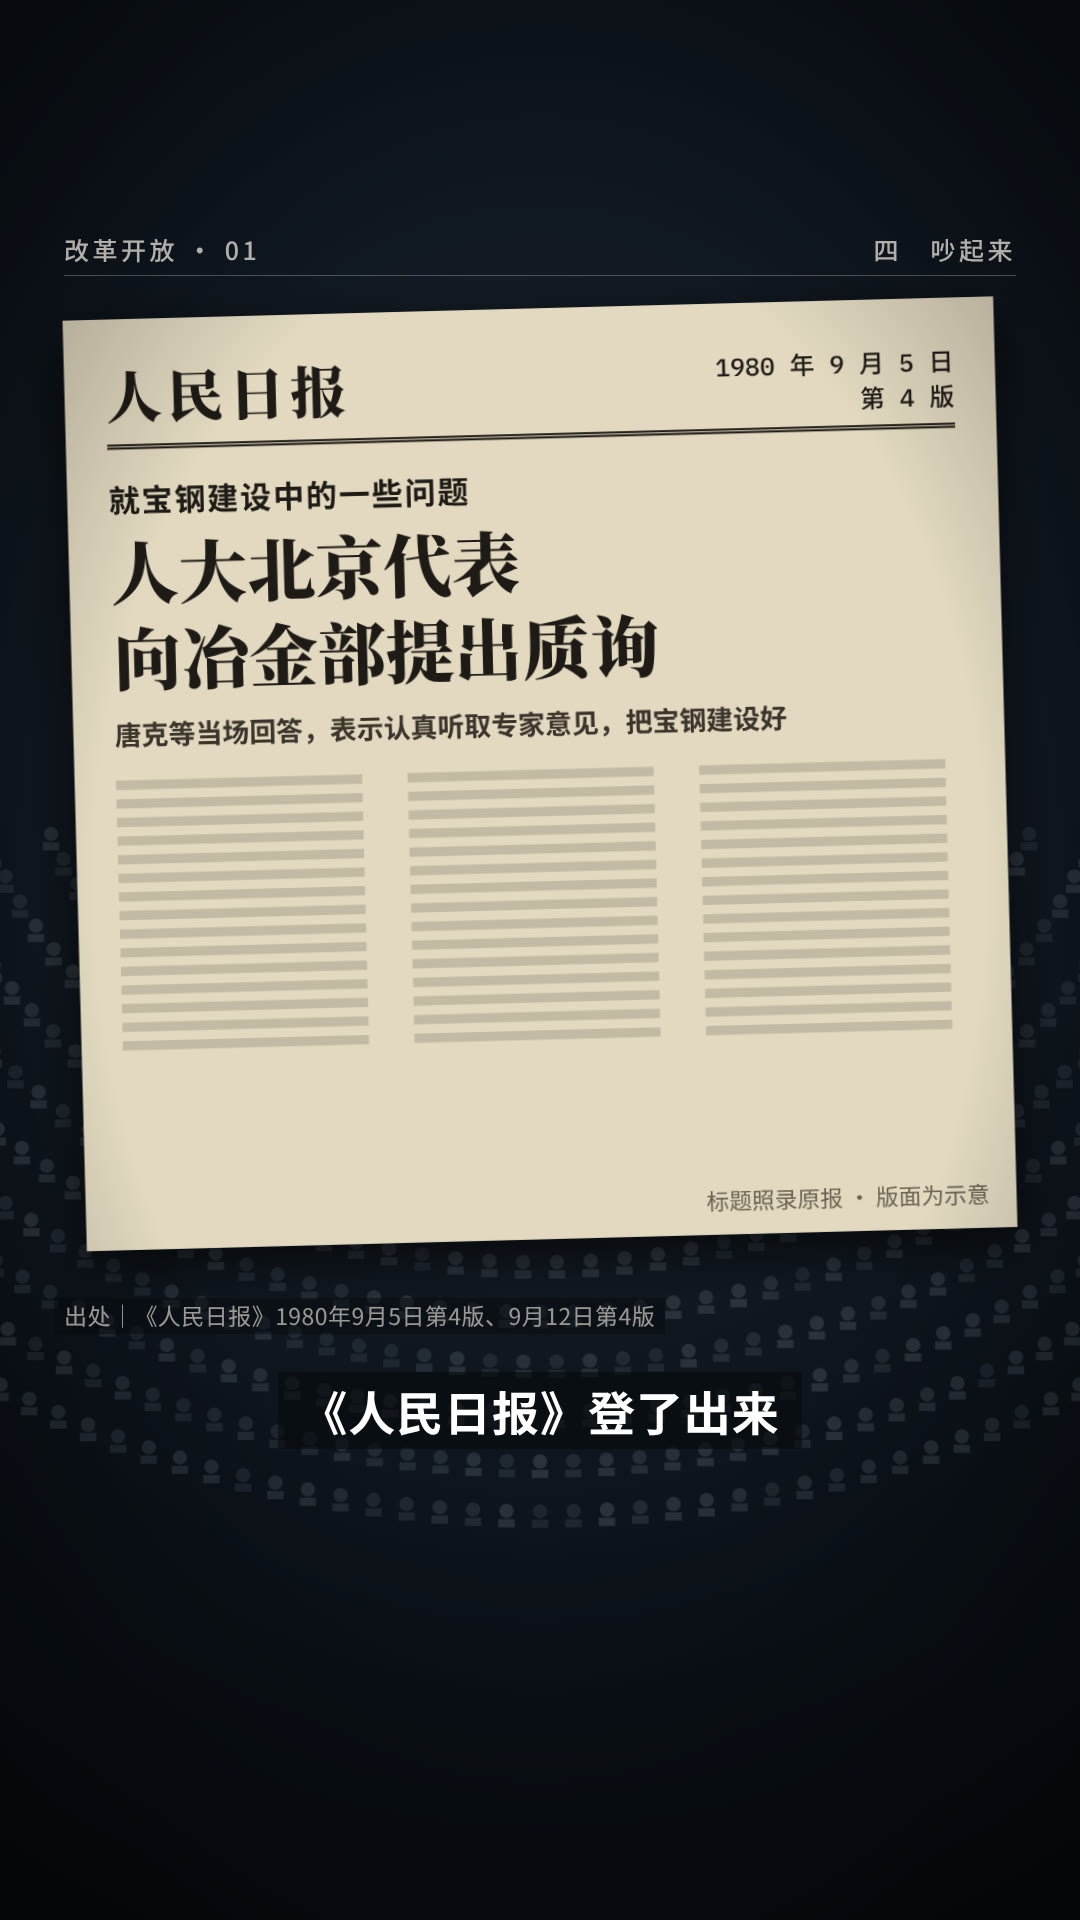 改革开放 · 01
四 吵起来
人民日报
1980 年 9 月 5 日
第 4 版
就宝钢建设中的一些问题
人大北京代表
向冶金部提出质询
唐克等当场回答，表示认真听取专家意见，把宝钢建设好
标题照录原报 · 版面为示意
出处｜《人民日报》1980年9月5日第4版、9月12日第4版
《人民日报》登了出来